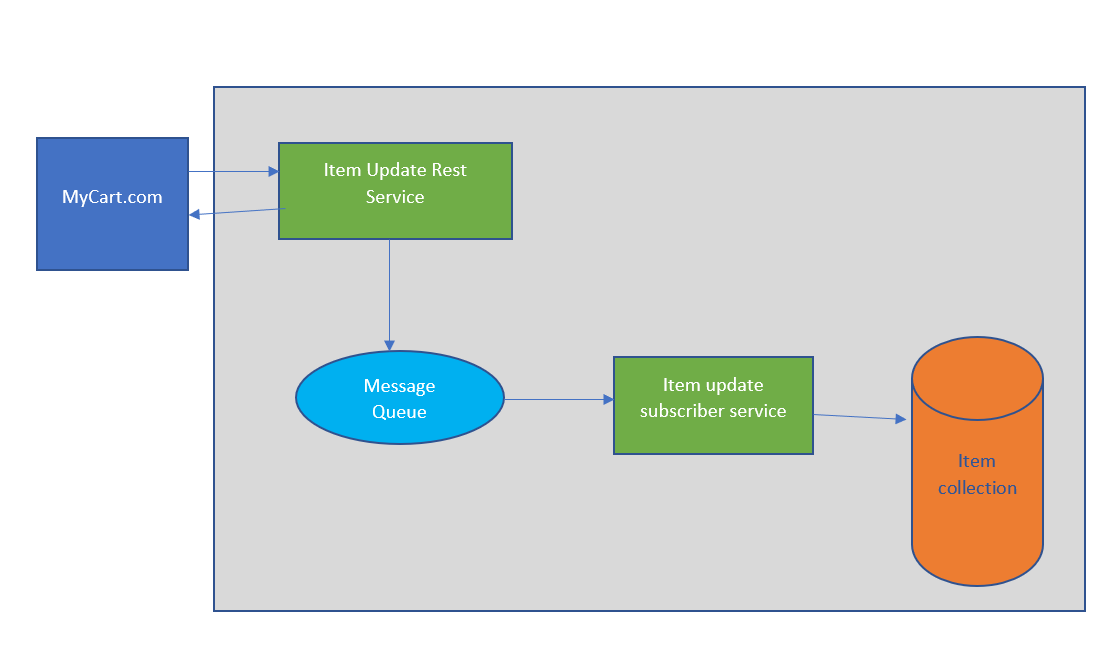 MyCart.com
Item Update Rest
Service
Message
Queue
Item update
subscriber service
Item
collection